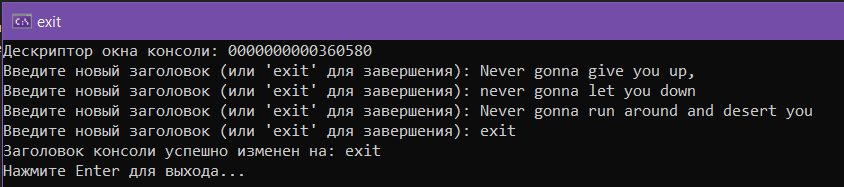 exit
Дескриптор окна консоли: 0000000000360580
Введите новый заголовок (или 'exit' для завершения): Never gonna give you up,
Введите новый заголовок (или 'exit' для завершения): never gonna let you down
Введите новый заголовок (или 'exit' для завершения): Never gonna run around and desert you
Введите новый заголовок (или 'exit' для завершения): exit
Заголовок консоли успешно изменен на: exit
Нажмите Enter для выхода...